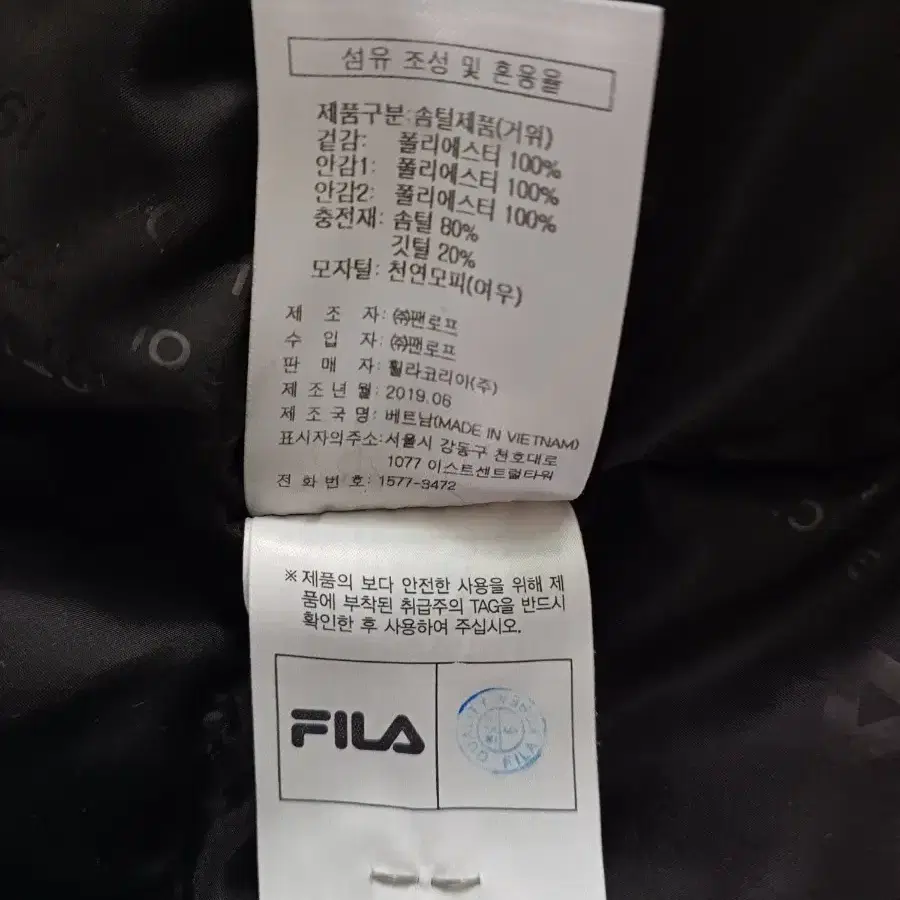 섬유 조성 및 혼용율
제품구분:솜털제품(거위)
겉감: 폴리에스터 100%
안감1: 폴리에스터 100%
안감2: 폴리에스터 100%
충전재: 솜털 80%
깃털 20%
모자털: 천연모피(여우)
제 조 자: ㈜팬로프
수 입 자: ㈜팬로프
판 매 자: 휠라코리아(주)
제 조 년 월: 2019.06
제 조 국 명: 베트남(MADE IN VIETNAM)
표시자의주소:서울시 강동구 천호대로
1077 이스트센트럴타워
전 화 번 호: 1577-3472
※ 제품의 보다 안전한 사용을 위해 제
품에 부착된 취급주의 TAG을 반드시
확인한 후 사용하여 주십시오.
FILA
QUALITY
FILA